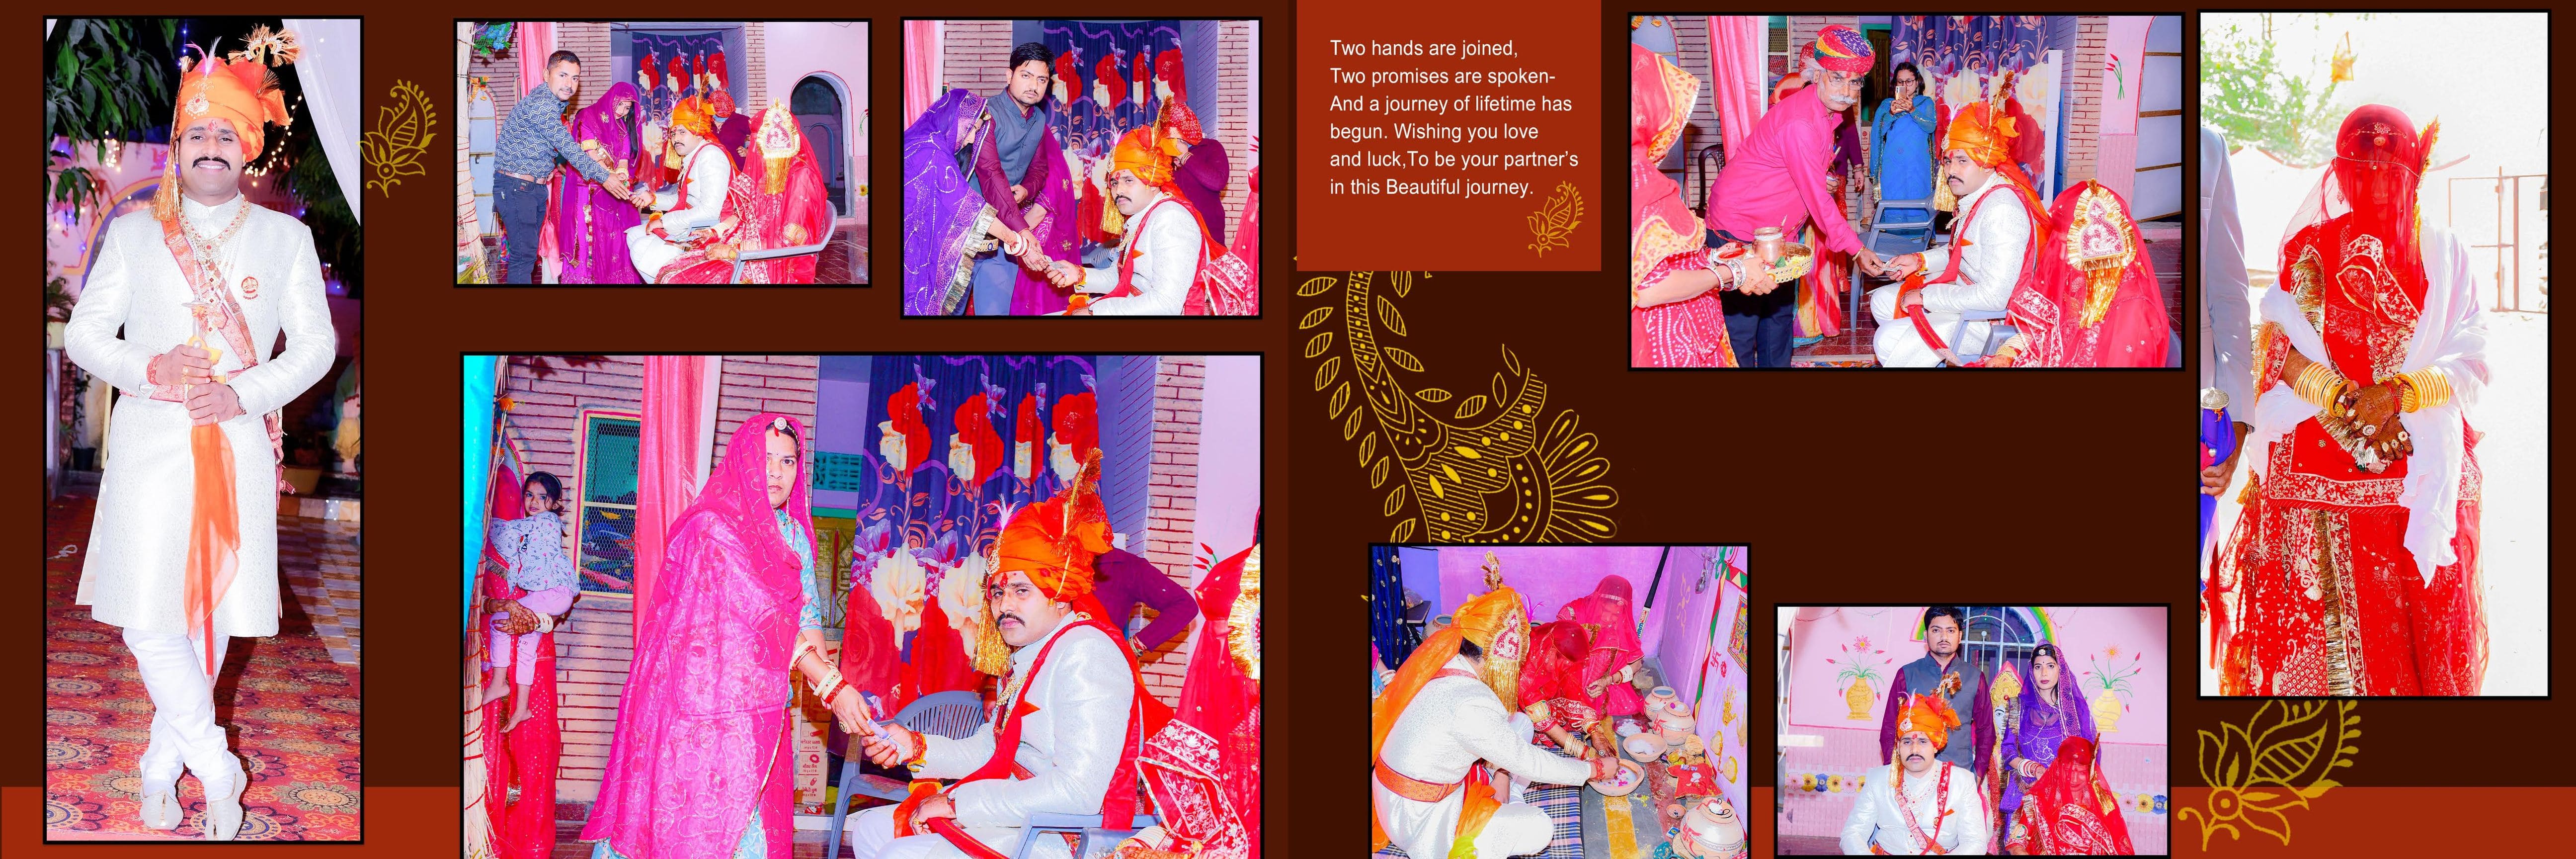 Two hands are joined,
Two promises are spoken-
And a journey of lifetime has
begun. Wishing you love
and luck,To be your partner's
in this Beautiful journey.